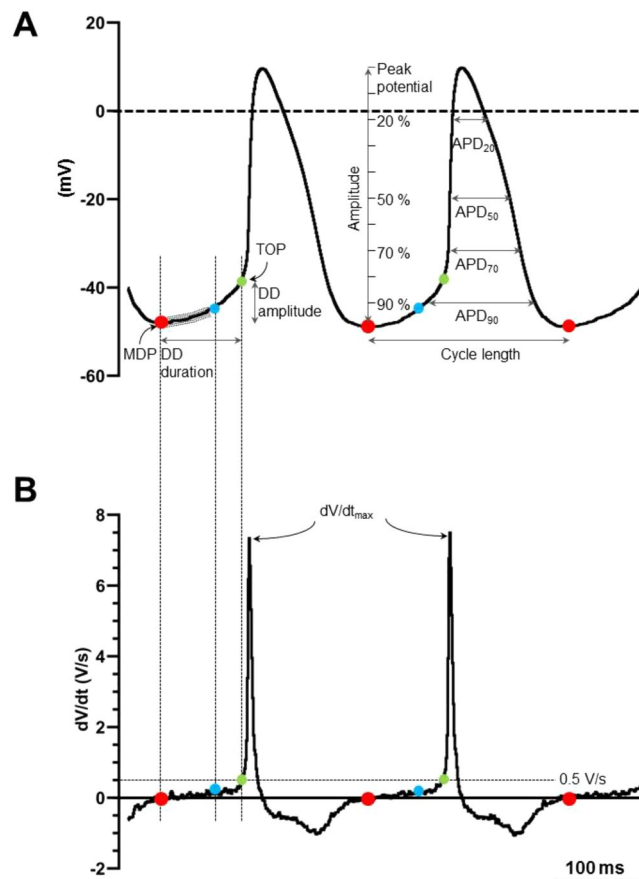 A
20
0
-20
-40
-60
(mV)
Peak
potential
20 %
50 %
70 %
90 %
Amplitude
APD20
APD50
APD70
APD90
TOP
DD
amplitude
MDP
DD
duration
Cycle length
B
8
6
4
2
0
-2
dV/dt (V/s)
dV/dtmax
0.5 V/s
100 ms